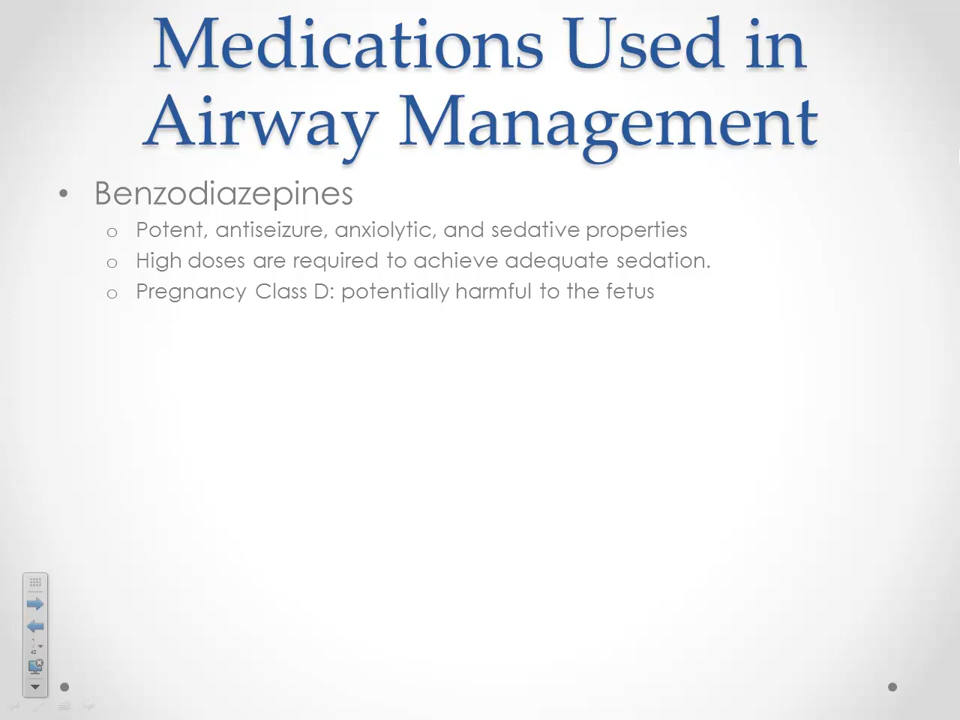 Medications Used in
Airway Management
• Benzodiazepines
o Potent, antiseizure, anxiolytic, and sedative properties
o High doses are required to achieve adequate sedation.
o Pregnancy Class D: potentially harmful to the fetus